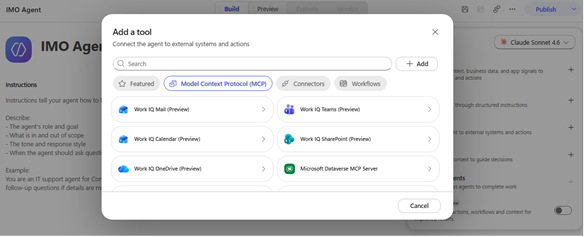 IMO Agent
Build
Preview
Publish
IMO Agen
Claude Sonnet 4.6
Instructions
Instructions tell your agent how to
Describe:
- The agent's role and goal
- What is in and out of scope
- The tone and response style
- When the agent should ask questi
Example:
You are an IT support agent for Con
follow-up questions if details are m
Add a tool
Connect the agent to external systems and actions
Search
Add
Featured
Model Context Protocol (MCP)
Connectors
Workflows
Work IQ Mail (Preview)
Work IQ Teams (Preview)
Work IQ Calendar (Preview)
Work IQ SharePoint (Preview)
Work IQ OneDrive (Preview)
Microsoft Dataverse MCP Server
Cancel
text, business data, and app signals to
and actions
through structured inputs
t to external systems and actions
ontext to guide decisions.
ents
st agents to complete work
ctions, workflows and context for